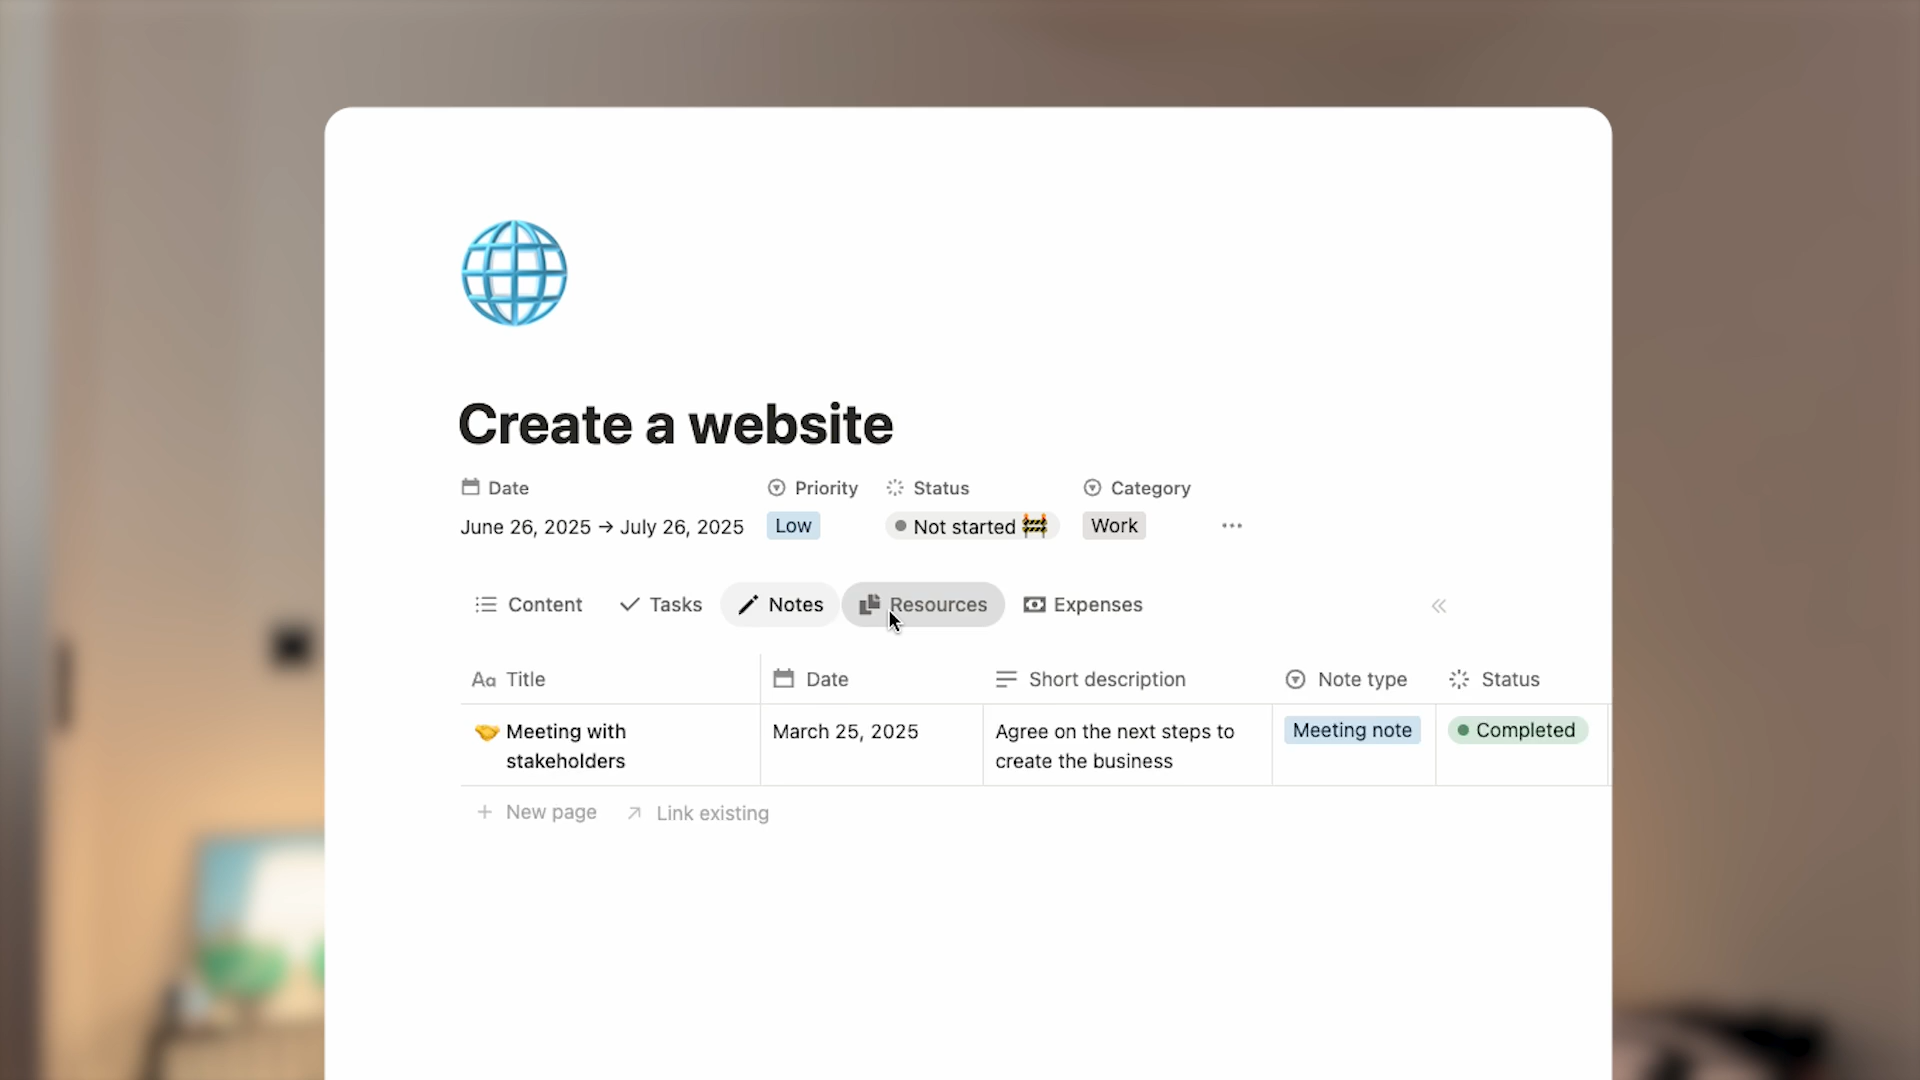 Create a website
Date Priority Status Category
June 26, 2025 → July 26, 2025 Low Not started 🚧 Work
Content Tasks Notes Resources Expenses
Aa Title Date Short description Note type Status
Meeting with stakeholders March 25, 2025 Agree on the next steps to create the business Meeting note Completed
+ New page Link existing